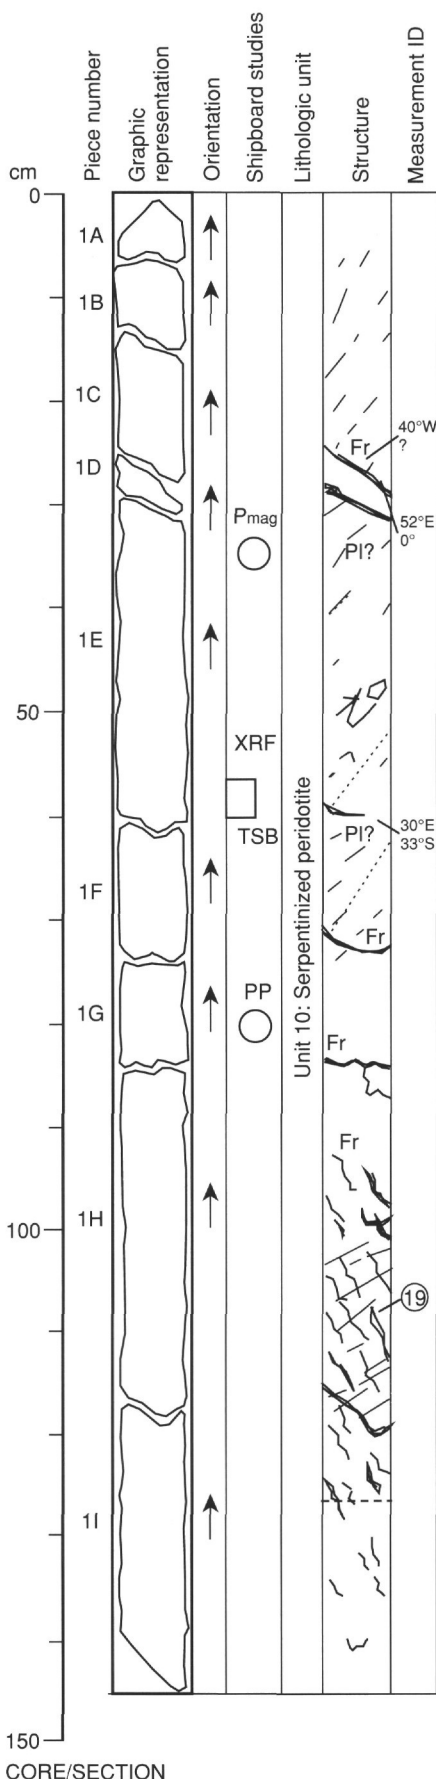 cm
Piece number
Graphic
representation
Orientation
Shipboard studies
Lithologic unit
Structure
Measurement ID
0
1A
1B
1C
40°W
?
Fr
1D
Pmag
52°E
0°
Pl?
1E
50
XRF
TSB
30°E
33°S
Pl?
1F
Fr
Unit 10: Serpentinized peridotite
PP
1G
Fr
Fr
1H
100
19
1I
150
CORE/SECTION